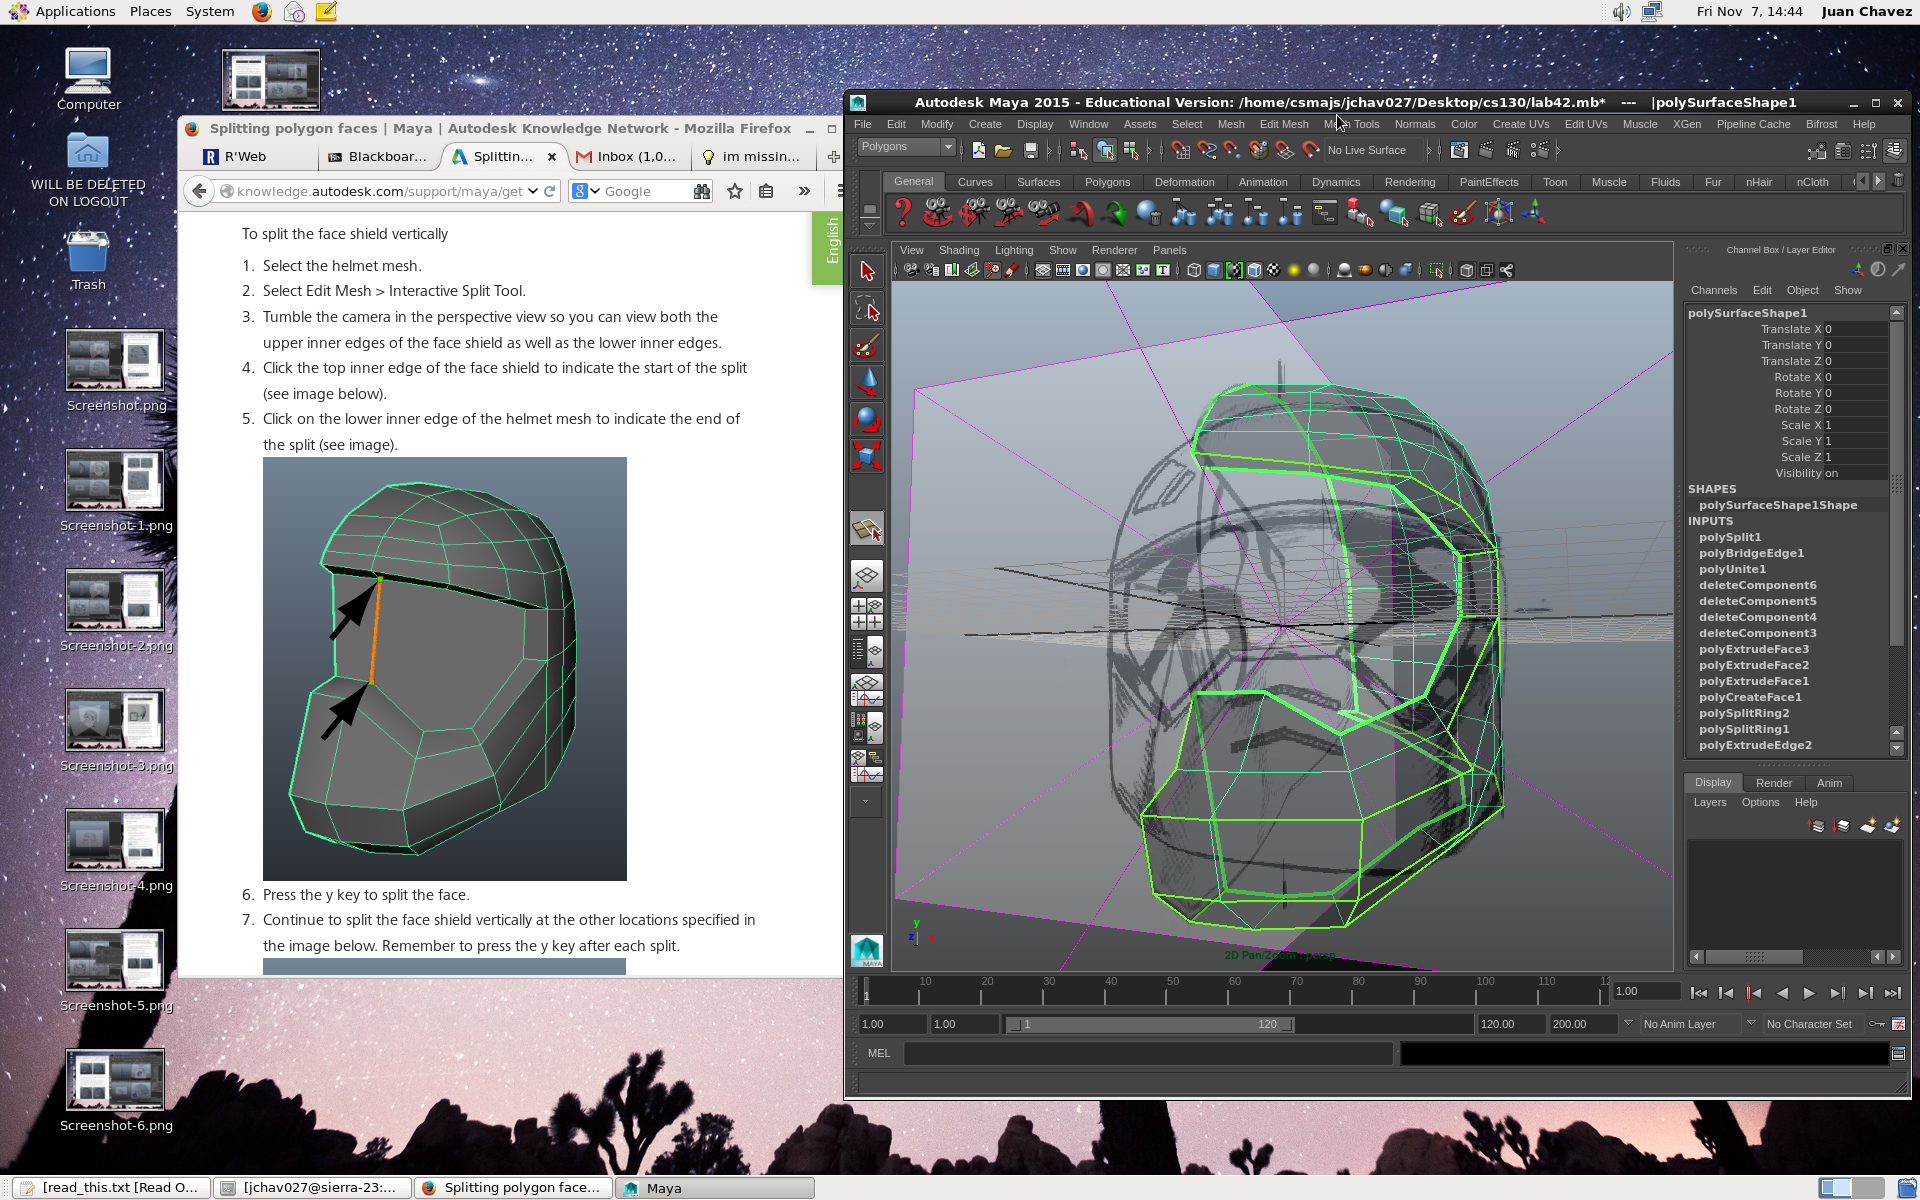 Applications Places System
Fri Nov 7, 14:44 Juan Chavez
Computer
WILL BE DELETED
ON LOGOUT
Trash
Screenshot.png
Screenshot-1.png
Screenshot-2.png
Screenshot-3.png
Screenshot-4.png
Screenshot-5.png
Screenshot-6.png
Splitting polygon faces | Maya | Autodesk Knowledge Network - Mozilla Firefox
R'Web
Blackboar...
Splittin...
Inbox (1,0...
im missin...
knowledge.autodesk.com/support/maya/get
Google
English
To split the face shield vertically
1. Select the helmet mesh.
2. Select Edit Mesh > Interactive Split Tool.
3. Tumble the camera in the perspective view so you can view both the
upper inner edges of the face shield as well as the lower inner edges.
4. Click the top inner edge of the face shield to indicate the start of the split
(see image below).
5. Click on the lower inner edge of the helmet mesh to indicate the end of
the split (see image).
6. Press the y key to split the face.
7. Continue to split the face shield vertically at the other locations specified in
the image below. Remember to press the y key after each split.
Autodesk Maya 2015 - Educational Version: /home/csmajs/jchav027/Desktop/cs130/lab42.mb* --- |polySurfaceShape1
File Edit Modify Create Display Window Assets Select Mesh Edit Mesh Tools Normals Color Create UVs Edit UVs Muscle XGen Pipeline Cache Bifrost Help
Polygons
No Live Surface
General Curves Surfaces Polygons Deformation Animation Dynamics Rendering PaintEffects Toon Muscle Fluids Fur nHair nCloth
View Shading Lighting Show Renderer Panels
y
z x
2D Pan/Zoom : persp
MAYA
Channel Box / Layer Editor
Channels Edit Object Show
polySurfaceShape1
Translate X 0
Translate Y 0
Translate Z 0
Rotate X 0
Rotate Y 0
Rotate Z 0
Scale X 1
Scale Y 1
Scale Z 1
Visibility on
SHAPES
polySurfaceShape1Shape
INPUTS
polySplit1
polyBridgeEdge1
polyUnite1
deleteComponent6
deleteComponent5
deleteComponent4
deleteComponent3
polyExtrudeFace3
polyExtrudeFace2
polyExtrudeFace1
polyCreateFace1
polySplitRing2
polySplitRing1
polyExtrudeEdge2
Display Render Anim
Layers Options Help
1 10 20 30 40 50 60 70 80 90 100 110 12
1.00
1.00 1.00 1 120 120.00 200.00 No Anim Layer No Character Set
MEL
[read_this.txt [Read O...
[jchav027@sierra-23:...
Splitting polygon face...
Maya